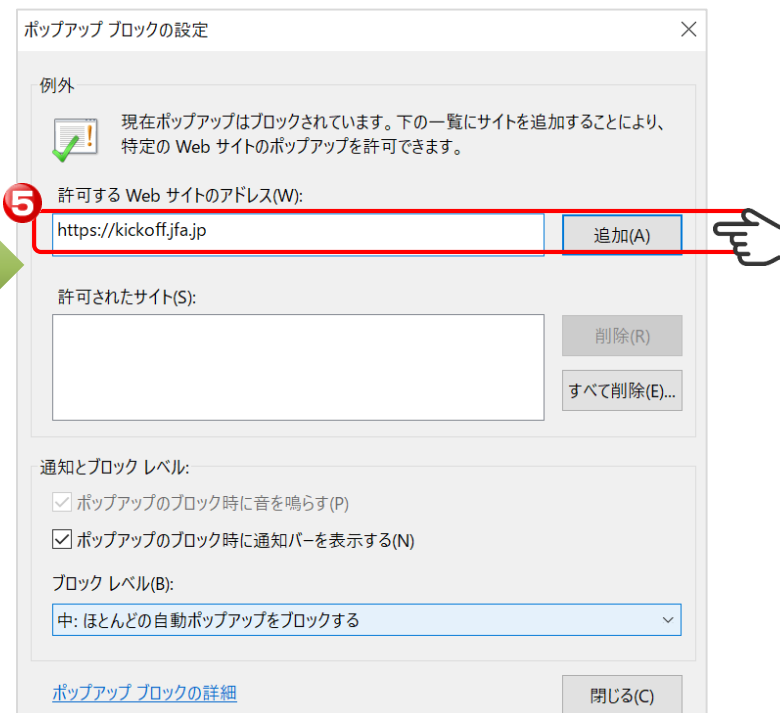 ポップアップ ブロックの設定
例外
現在ポップアップはブロックされています。下の一覧にサイトを追加することにより、
特定の Web サイトのポップアップを許可できます。
5
許可する Web サイトのアドレス(W):
https://kickoff.jfa.jp
追加(A)
許可されたサイト(S):
削除(R)
すべて削除(E)...
通知とブロック レベル:
ポップアップのブロック時に音を鳴らす(P)
ポップアップのブロック時に通知バーを表示する(N)
ブロック レベル(B):
中: ほとんどの自動ポップアップをブロックする
ポップアップ ブロックの詳細
閉じる(C)